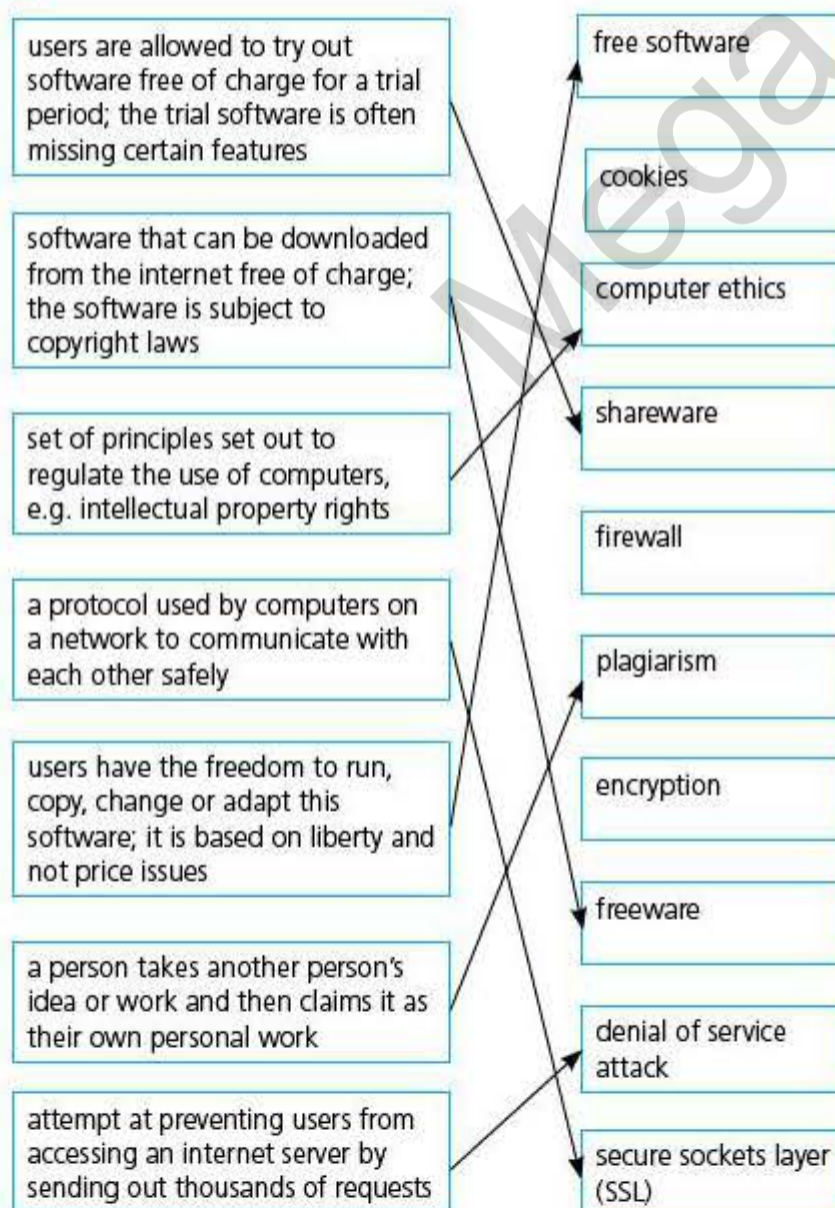 users are allowed to try out
software free of charge for a trial
period; the trial software is often
missing certain features
software that can be downloaded
from the internet free of charge;
the software is subject to
copyright laws
set of principles set out to
regulate the use of computers,
e.g. intellectual property rights
a protocol used by computers on
a network to communicate with
each other safely
users have the freedom to run,
copy, change or adapt this
software; it is based on liberty and
not price issues
a person takes another person's
idea or work and then claims it as
their own personal work
attempt at preventing users from
accessing an internet server by
sending out thousands of requests
free software
cookies
computer ethics
shareware
firewall
plagiarism
encryption
freeware
denial of service
attack
secure sockets layer
(SSL)
Mega